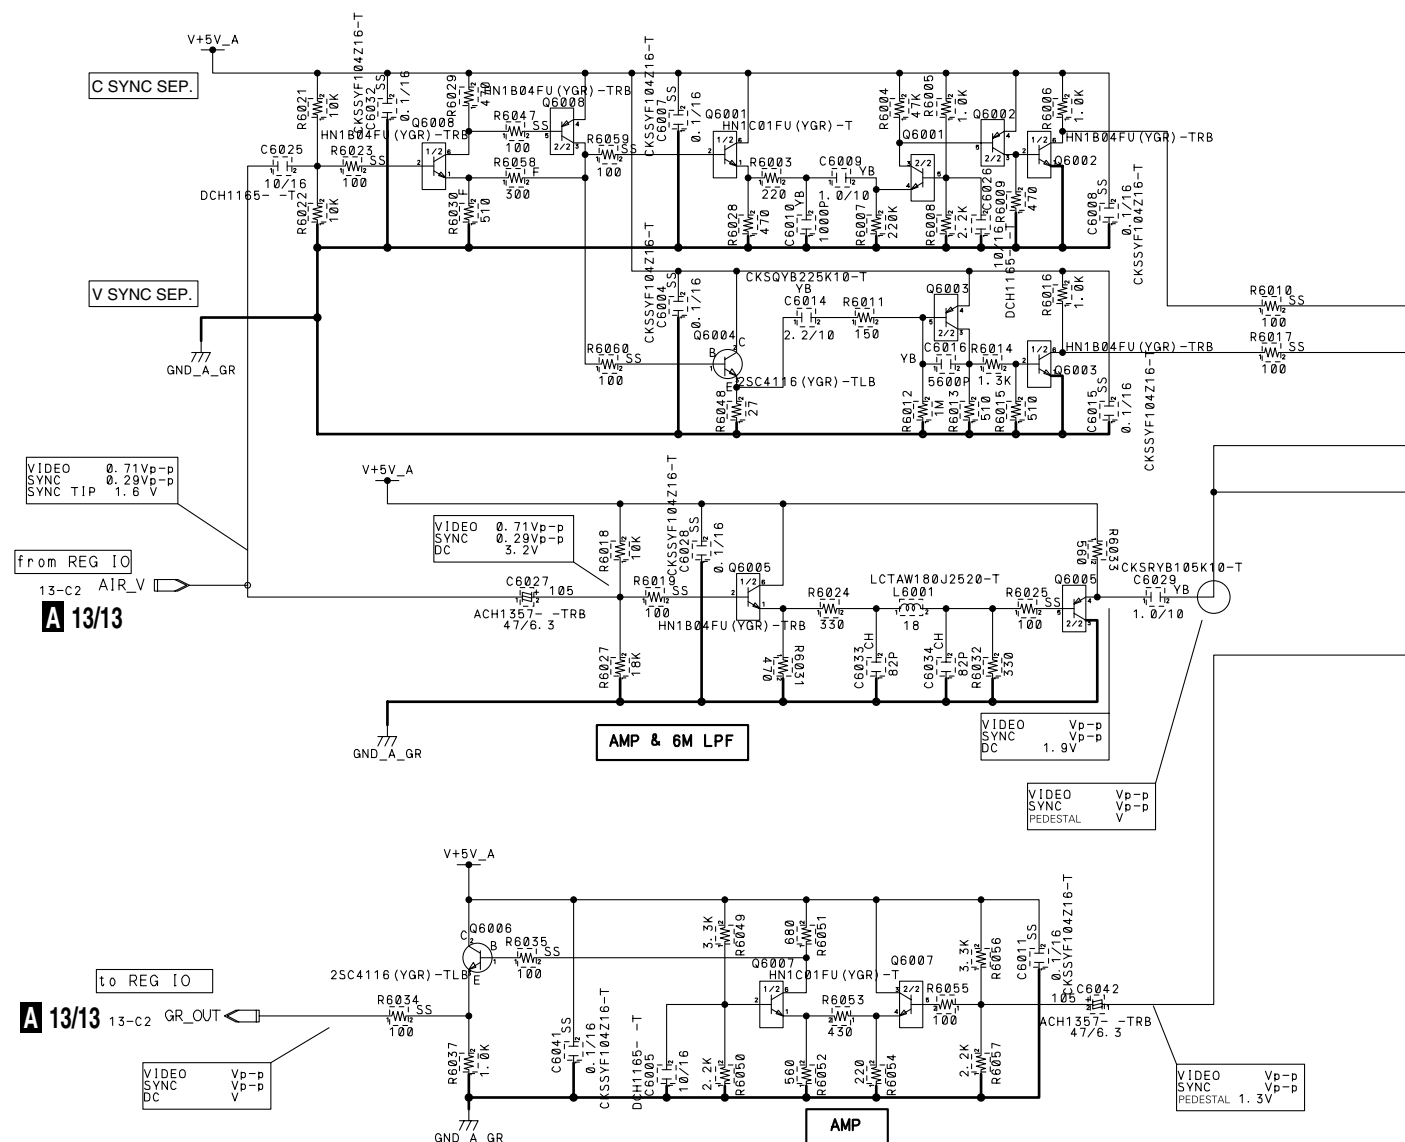 V+5V_A
C SYNC SEP.
R6021
10K
CKSSYF104Z16-T
C6032
SS
0.1/16
R6029
470
HN1B04FU(YGR)-TRB
Q6008
R6047
SS
100
Q6008
HN1B04FU(YGR)-TRB
C6025
10/16
DCH1165- -T
R6023
SS
100
R6022
10K
R6030
F
510
R6058
F
300
R6059
SS
100
CKSSYF104Z16-T
C6007
SS
0.1/16
Q6001
HN1C01FU(YGR)-T
R6003
220
C6009
YB
1.0/10
R6028
470
C6010
YB
1000P
R6007
220K
R6004
47K
R6005
1.0K
Q6001
Q6002
R6006
1.0K
HN1B04FU(YGR)-TRB
Q6002
R6008
2.2K
C6026
10/16
DCH1165- -T
R6009
470
C6008
SS
0.1/16
CKSSYF104Z16-T
V SYNC SEP.
GND_A_GR
CKSSYF104Z16-T
C6004
SS
0.1/16
R6060
SS
100
Q6004
B
C
E
2SC4116(YGR)-TLB
R6048
27
CKSQYB225K10-T
YB
C6014
2.2/10
R6011
150
Q6003
YB
C6016
5600P
R6014
1.3K
R6012
1M
R6013
510
R6015
510
R6016
1.0K
HN1B04FU(YGR)-TRB
Q6003
C6015
SS
0.1/16
CKSSYF104Z16-T
R6010
SS
100
R6017
SS
100
VIDEO 0.71Vp-p
SYNC 0.29Vp-p
SYNC TIP 1.6 V
from REG IO
13-C2 AIR_V
A 13/13
V+5V_A
VIDEO 0.71Vp-p
SYNC 0.29Vp-p
DC 3.2V
C6027
105
ACH1357- -TRB
47/6.3
R6018
10K
R6019
SS
100
R6027
18K
CKSSYF104Z16-T
C6028
SS
0.1/16
Q6005
HN1B04FU(YGR)-TRB
R6031
470
R6024
330
LCTAW180J2520-T
L6001
18
C6033
CH
82P
C6034
CH
82P
R6032
330
R6025
SS
100
R6033
560
Q6005
CKSRYB105K10-T
C6029
YB
1.0/10
GND_A_GR
AMP & 6M LPF
VIDEO Vp-p
SYNC Vp-p
DC 1.9V
VIDEO Vp-p
SYNC Vp-p
PEDESTAL V
V+5V_A
Q6006
C
B
E
2SC4116(YGR)-TLB
R6035
SS
100
to REG IO
A 13/13 13-C2 GR_OUT
R6034
SS
100
R6037
1.0K
VIDEO Vp-p
SYNC Vp-p
DC V
GND_A_GR
C6041
SS
0.1/16
CKSSYF104Z16-T
DCH1165- -T
C6005
10/16
3.3K
R6049
2.2K
R6050
680
R6051
Q6007
HN1C01FU(YGR)-T
Q6007
R6053
430
560
R6052
220
R6054
R6055
100
3.3K
R6056
2.2K
R6057
C6011
SS
0.1/16
CKSSYF104Z16-T
C6042
105
ACH1357- -TRB
47/6.3
AMP
VIDEO Vp-p
SYNC Vp-p
PEDESTAL 1.3V